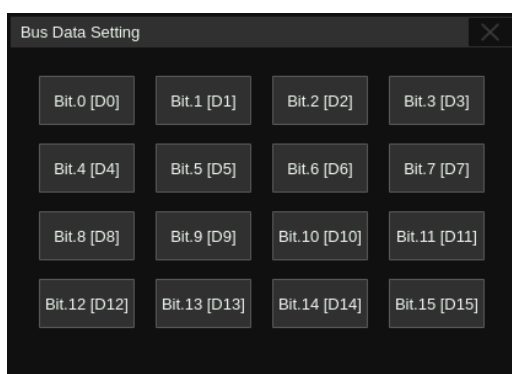 Bus Data Setting
Bit.0 [D0] Bit.1 [D1] Bit.2 [D2] Bit.3 [D3]
Bit.4 [D4] Bit.5 [D5] Bit.6 [D6] Bit.7 [D7]
Bit.8 [D8] Bit.9 [D9] Bit.10 [D10] Bit.11 [D11]
Bit.12 [D12] Bit.13 [D13] Bit.14 [D14] Bit.15 [D15]